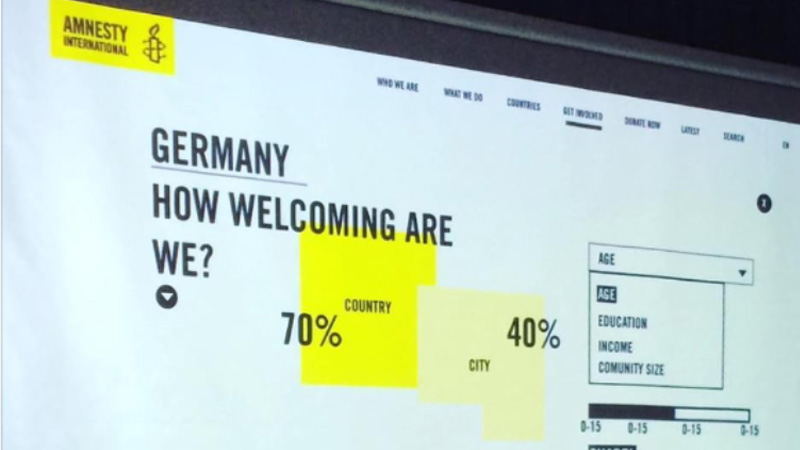 AMNESTY
INTERNATIONAL
WHO WE ARE
WHAT WE DO
COUNTRIES
GET INVOLVED
DONATE NOW
LATEST
SEARCH
EN
GERMANY
HOW WELCOMING ARE
WE?
X
AGE
AGE
EDUCATION
INCOME
COMUNITY SIZE
COUNTRY
70%
40%
CITY
0-15 0-15 0-15 0-15